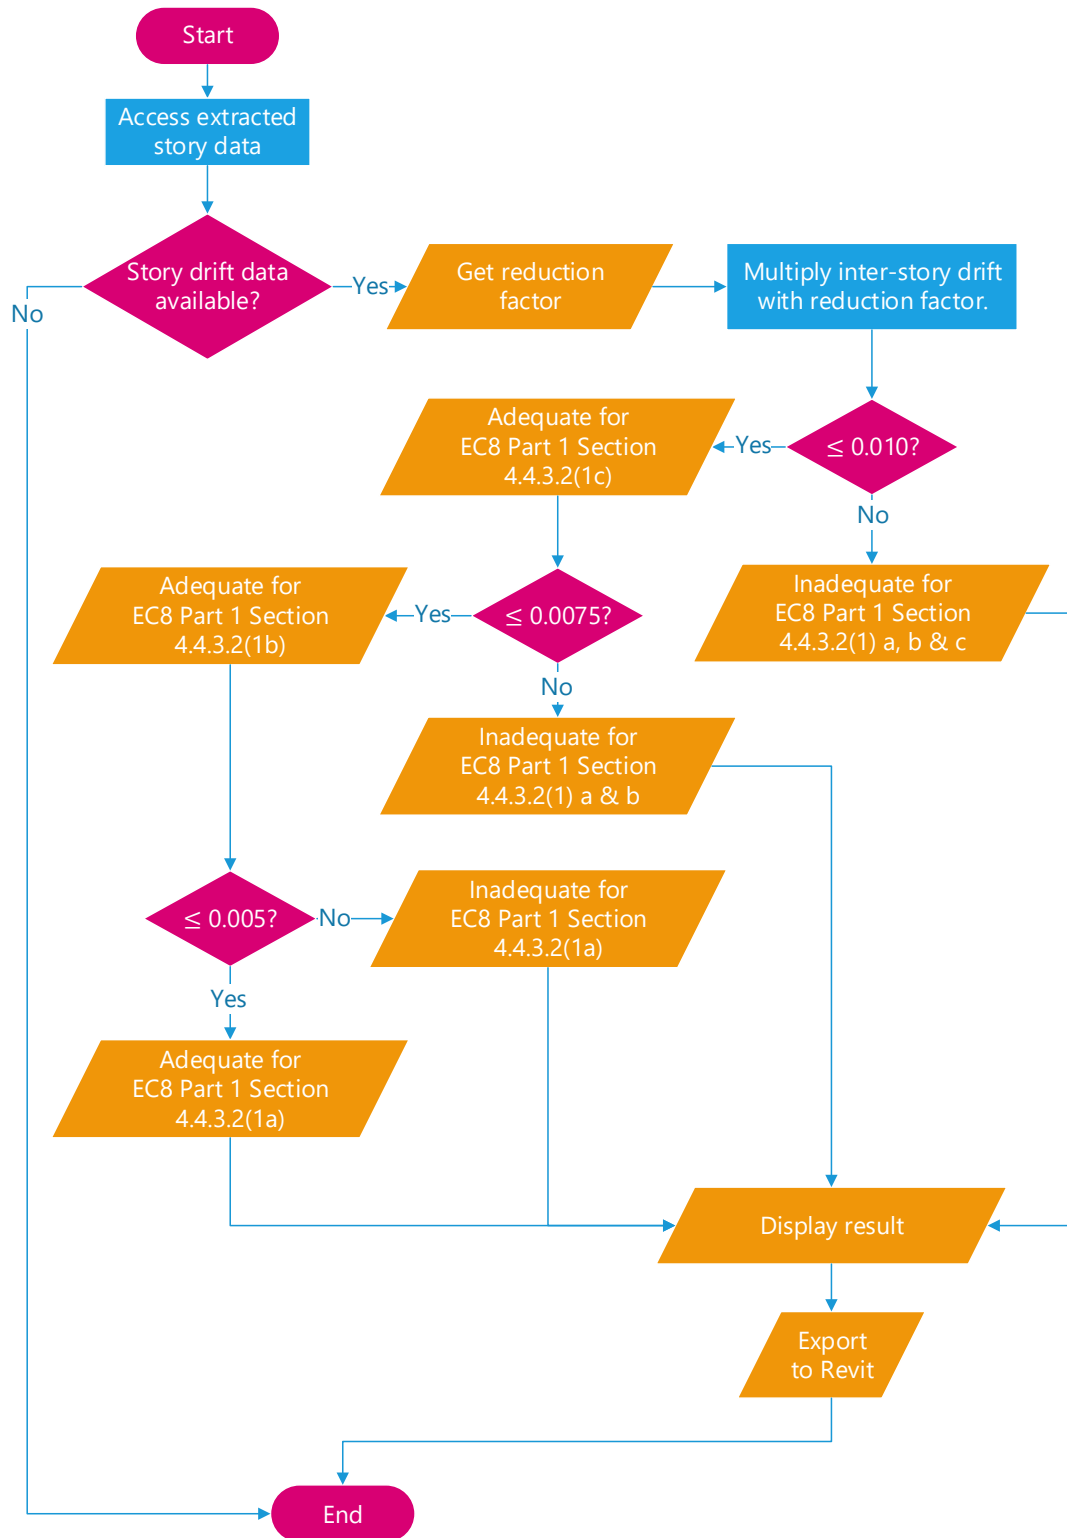 Start
Access extracted
story data
Story drift data
available?
Yes
Get reduction
factor
Multiply inter-story drift
with reduction factor.
No
Adequate for
EC8 Part 1 Section
4.4.3.2(1c)
Yes
≤ 0.010?
No
Inadequate for
EC8 Part 1 Section
4.4.3.2(1) a, b & c
Adequate for
EC8 Part 1 Section
4.4.3.2(1b)
Yes
≤ 0.0075?
No
Inadequate for
EC8 Part 1 Section
4.4.3.2(1) a & b
≤ 0.005?
No
Inadequate for
EC8 Part 1 Section
4.4.3.2(1a)
Yes
Adequate for
EC8 Part 1 Section
4.4.3.2(1a)
Display result
Export
to Revit
End